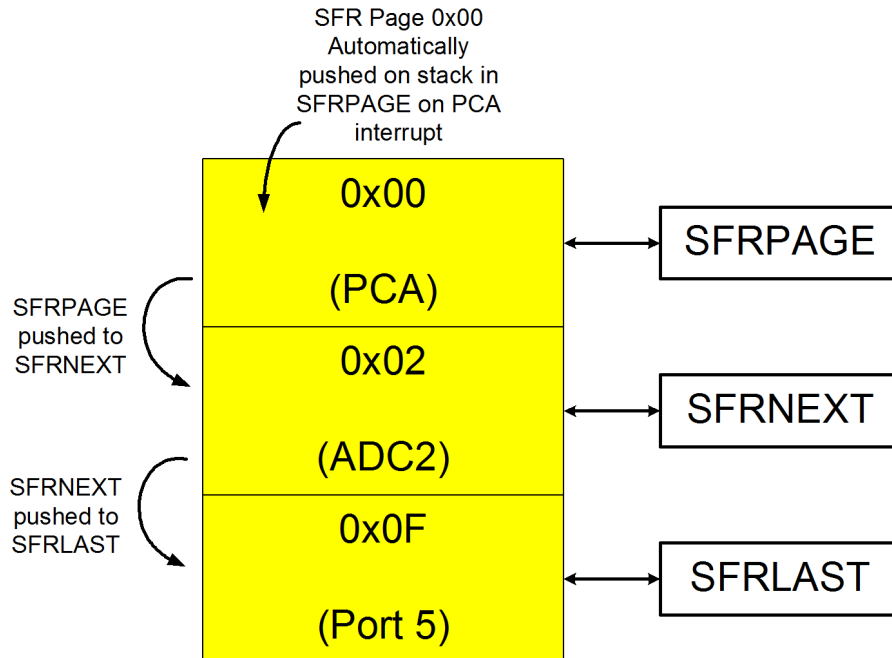 SFR Page 0x00
Automatically
pushed on stack in
SFRPAGE on PCA
interrupt
0x00
(PCA)
SFRPAGE
SFRPAGE
pushed to
SFRNEXT
0x02
(ADC2)
SFRNEXT
SFRNEXT
pushed to
SFRLAST
0x0F
(Port 5)
SFRLAST